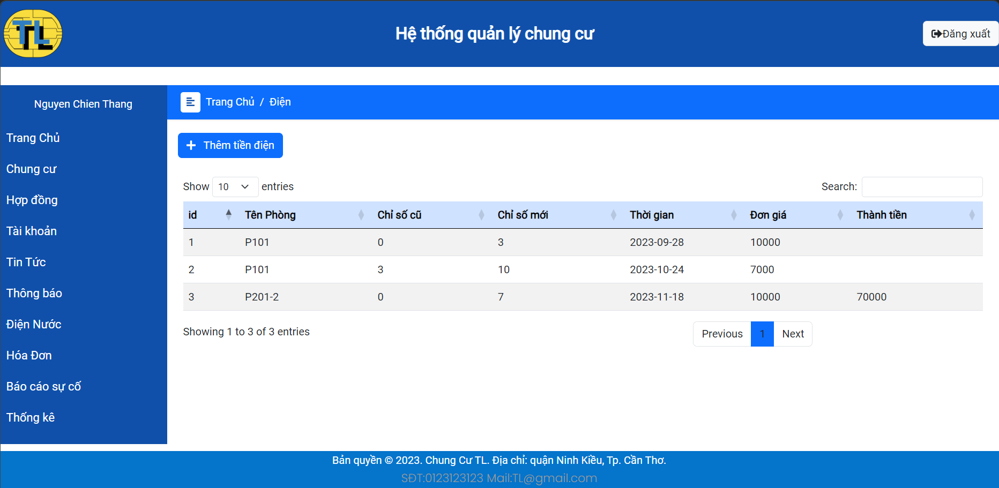 TL
Hệ thống quản lý chung cư
Đăng xuất
Nguyen Chien Thang
Trang Chủ
Chung cư
Hợp đồng
Tài khoản
Tin Tức
Thông báo
Điện Nước
Hóa Đơn
Báo cáo sự cố
Thống kê
Trang Chủ / Điện
Thêm tiền điện
Show 10 entries
Search:
id Tên Phòng Chỉ số cũ Chỉ số mới Thời gian Đơn giá Thành tiền
1 P101 0 3 2023-09-28 10000
2 P101 3 10 2023-10-24 7000
3 P201-2 0 7 2023-11-18 10000 70000
Showing 1 to 3 of 3 entries
Previous 1 Next
Bản quyền © 2023. Chung Cư TL. Địa chỉ: quận Ninh Kiều, Tp. Cần Thơ.
SĐT:0123123123 Mail:TL@gmail.com